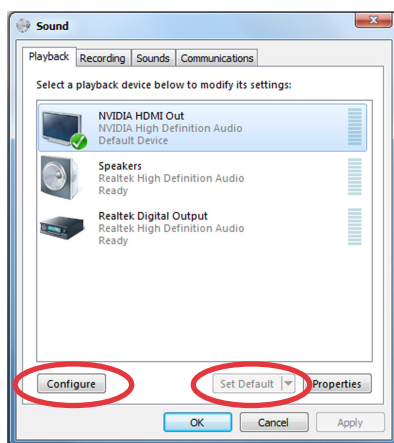 Sound
Playback Recording Sounds Communications
Select a playback device below to modify its settings:
NVIDIA HDMI Out
NVIDIA High Definition Audio
Default Device
Speakers
Realtek High Definition Audio
Ready
Realtek Digital Output
Realtek High Definition Audio
Ready
Configure Set Default Properties
OK Cancel Apply